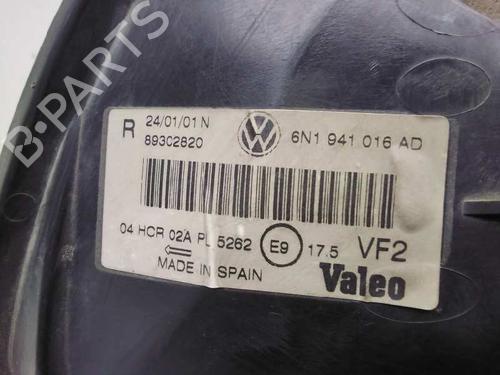 R 24/01/01 N
89302820
6N1 941 016 AD
04 HCR 02A PL 5262 E9 17.5 VF2
MADE IN SPAIN
Valeo
B-PARTS